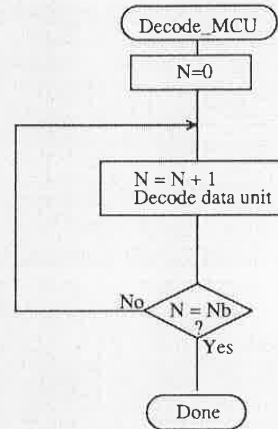 Decode_MCU
N=0
N = N + 1
Decode data unit
No
N = Nb
?
Yes
Done